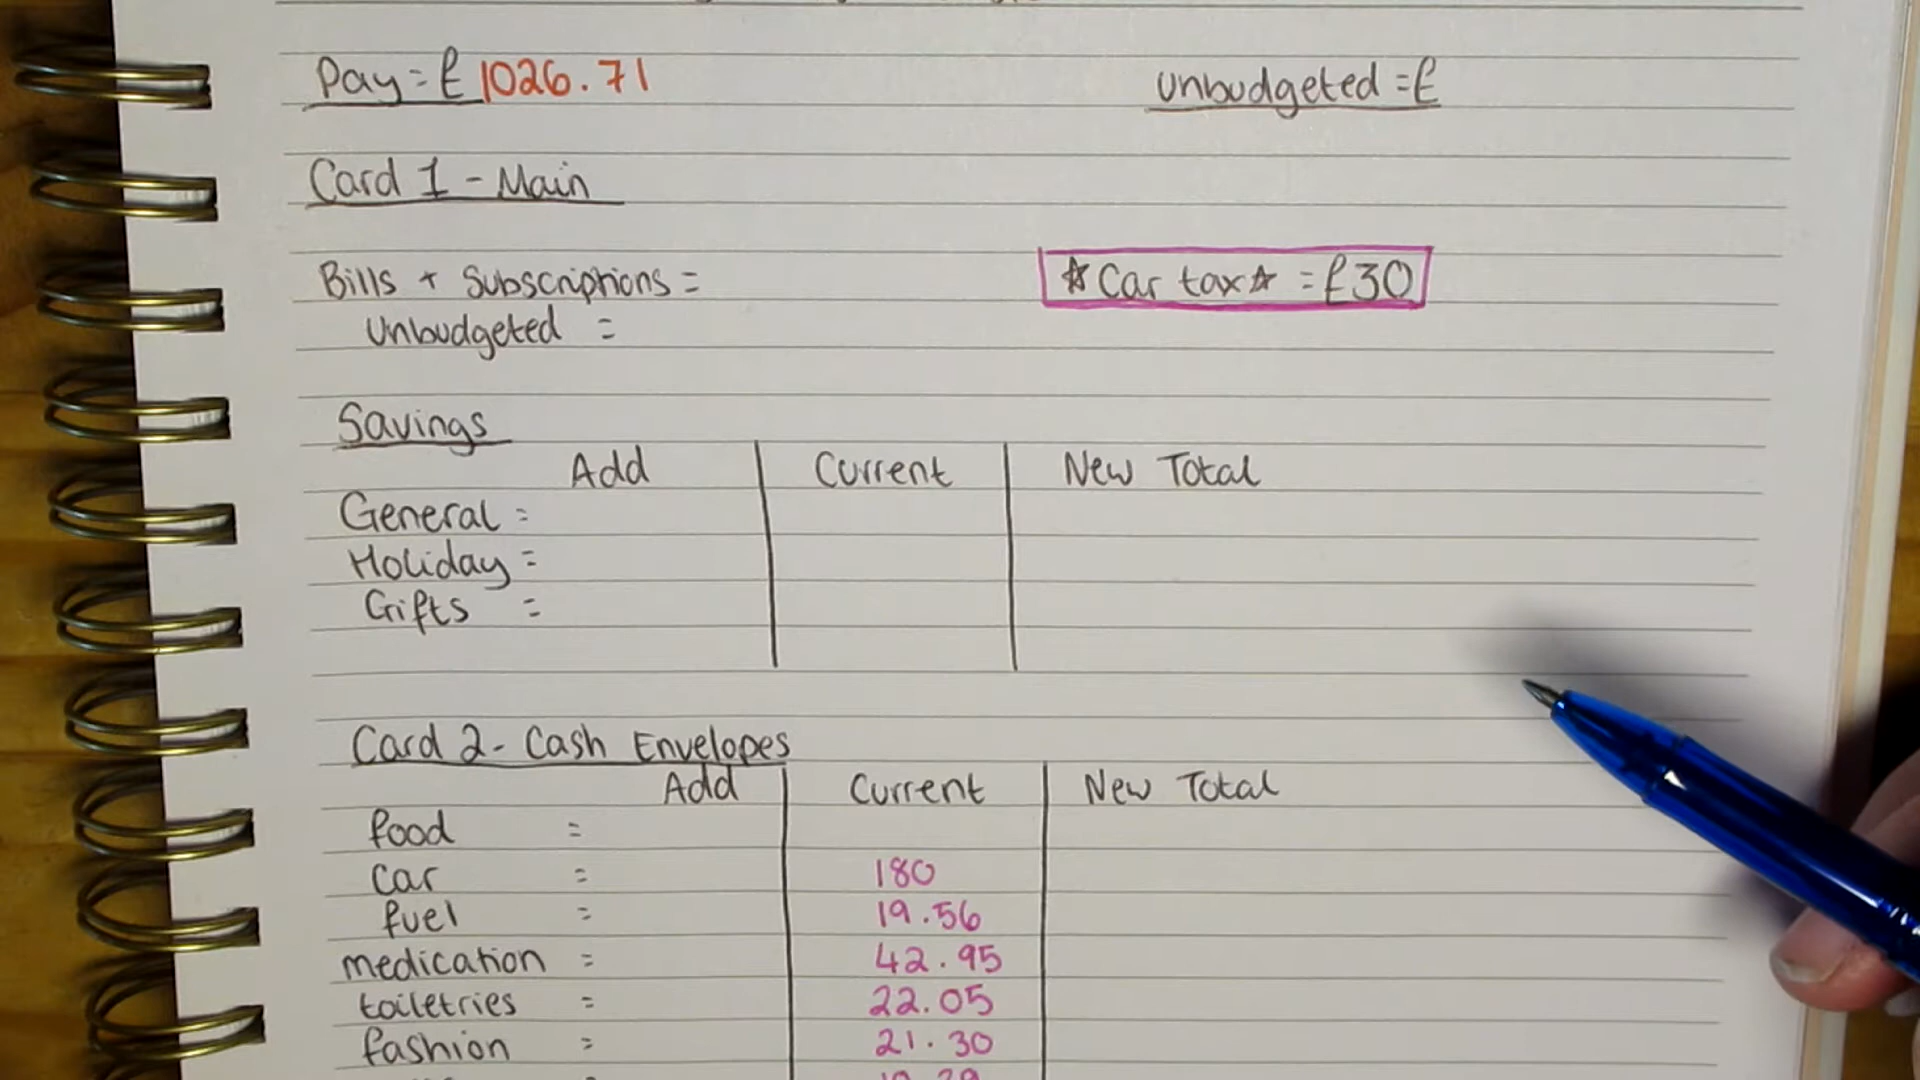 Pay = £1026.71 unbudgeted = £
Card 1 - Main
Bills + Subscriptions = ☆Car tax☆ = £30
Unbudgeted =
Savings
Add Current New Total
General =
Holiday =
Gifts =
Card 2 - Cash Envelopes
Add Current New Total
food =
Car = 180
fuel = 19.56
medication = 42.95
toiletries = 22.05
fashion = 21.30